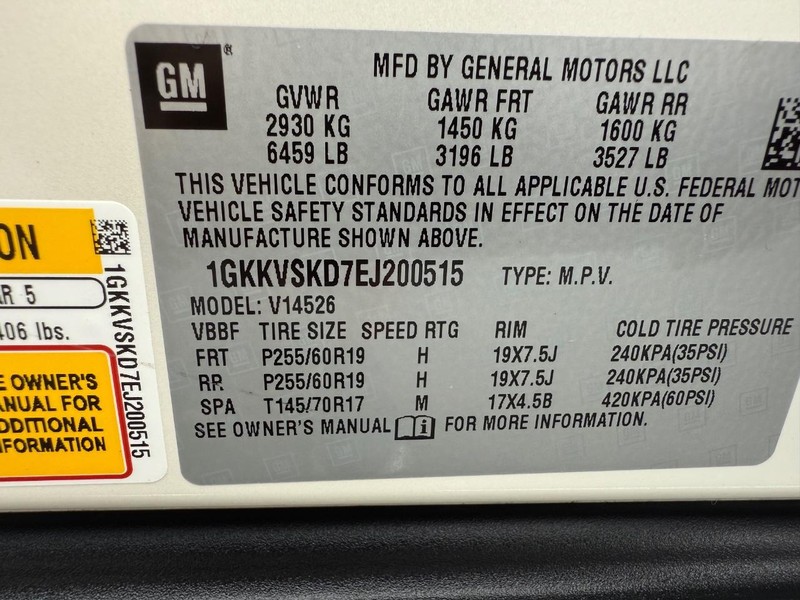 GM®
MFD BY GENERAL MOTORS LLC
GVWR GAWR FRT GAWR RR
2930 KG 1450 KG 1600 KG
6459 LB 3196 LB 3527 LB
THIS VEHICLE CONFORMS TO ALL APPLICABLE U.S. FEDERAL MOT
VEHICLE SAFETY STANDARDS IN EFFECT ON THE DATE OF
MANUFACTURE SHOWN ABOVE.
1GKKVSKD7EJ200515 TYPE: M.P.V.
MODEL: V14526
VBBF TIRE SIZE SPEED RTG RIM COLD TIRE PRESSURE
FRT P255/60R19 H 19X7.5J 240KPA(35PSI)
RR P255/60R19 H 19X7.5J 240KPA(35PSI)
SPA T145/70R17 M 17X4.5B 420KPA(60PSI)
SEE OWNER'S MANUAL FOR MORE INFORMATION.
ON
R 5
406 lbs.
E OWNER'S
ANUAL FOR
DDITIONAL
FORMATION
1GKKVSKD7EJ200515